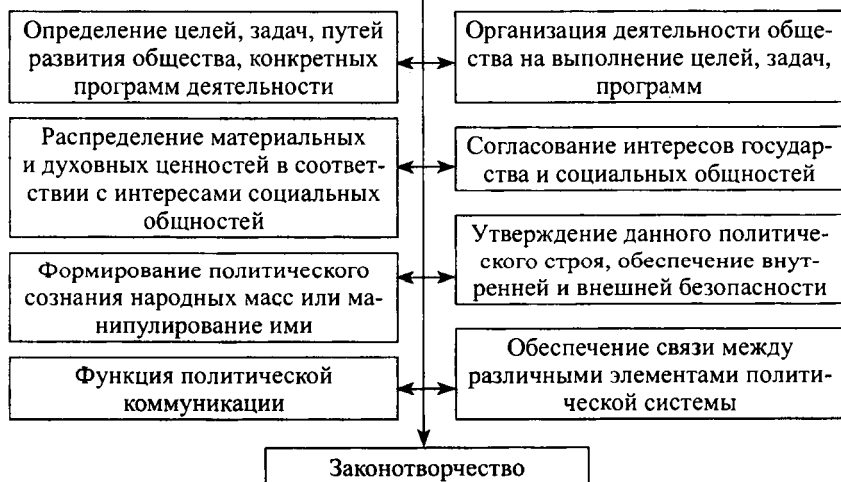 Определение целей, задач, путей
развития общества, конкретных
программ деятельности
Организация деятельности обще-
ства на выполнение целей, задач,
программ
Распределение материальных
и духовных ценностей в соответ-
ствии с интересами социальных
общностей
Согласование интересов государ-
ства и социальных общностей
Формирование политического
сознания народных масс или ма-
нипулирование ими
Утверждение данного политиче-
ского строя, обеспечение внут-
ренней и внешней безопасности
Функция политической
коммуникации
Обеспечение связи между
различными элементами полити-
ческой системы
Законотворчество